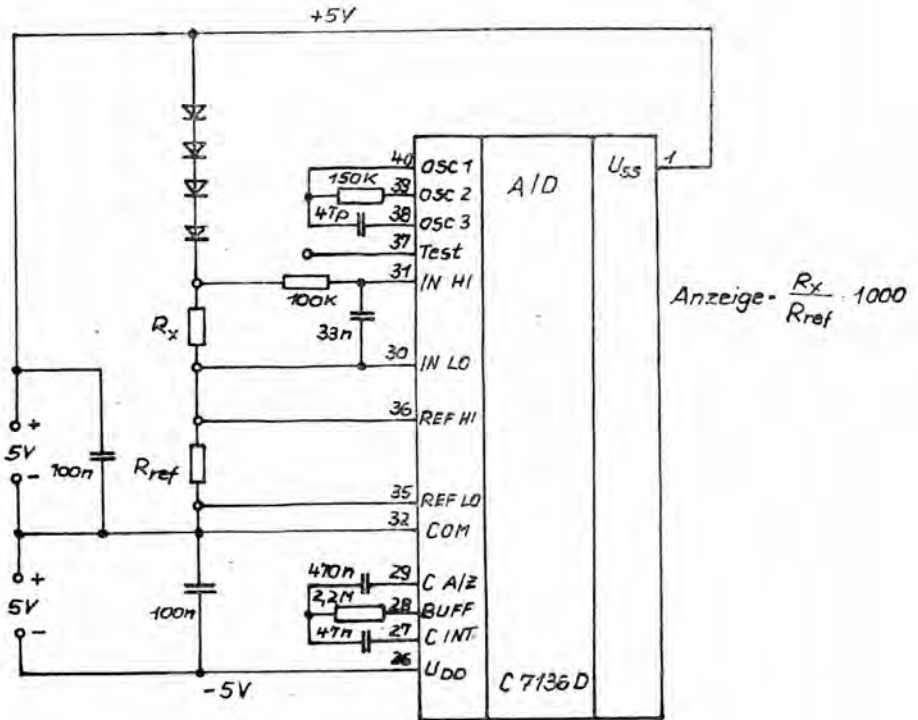 +5V
40 OSC 1
A/D
USS
1
150K
39 OSC 2
47p
38 OSC 3
37 Test
31 IN HI
100K
Anzeige = Rx / Rref · 1000
Rx
33n
30 IN LO
36 REF HI
+
5V
-
100n
Rref
35 REF LO
32 COM
+
5V
-
100n
470n
29 C A/Z
2,2M
28 BUFF
47n
27 C INT.
26 UDD
-5V
C 7136D